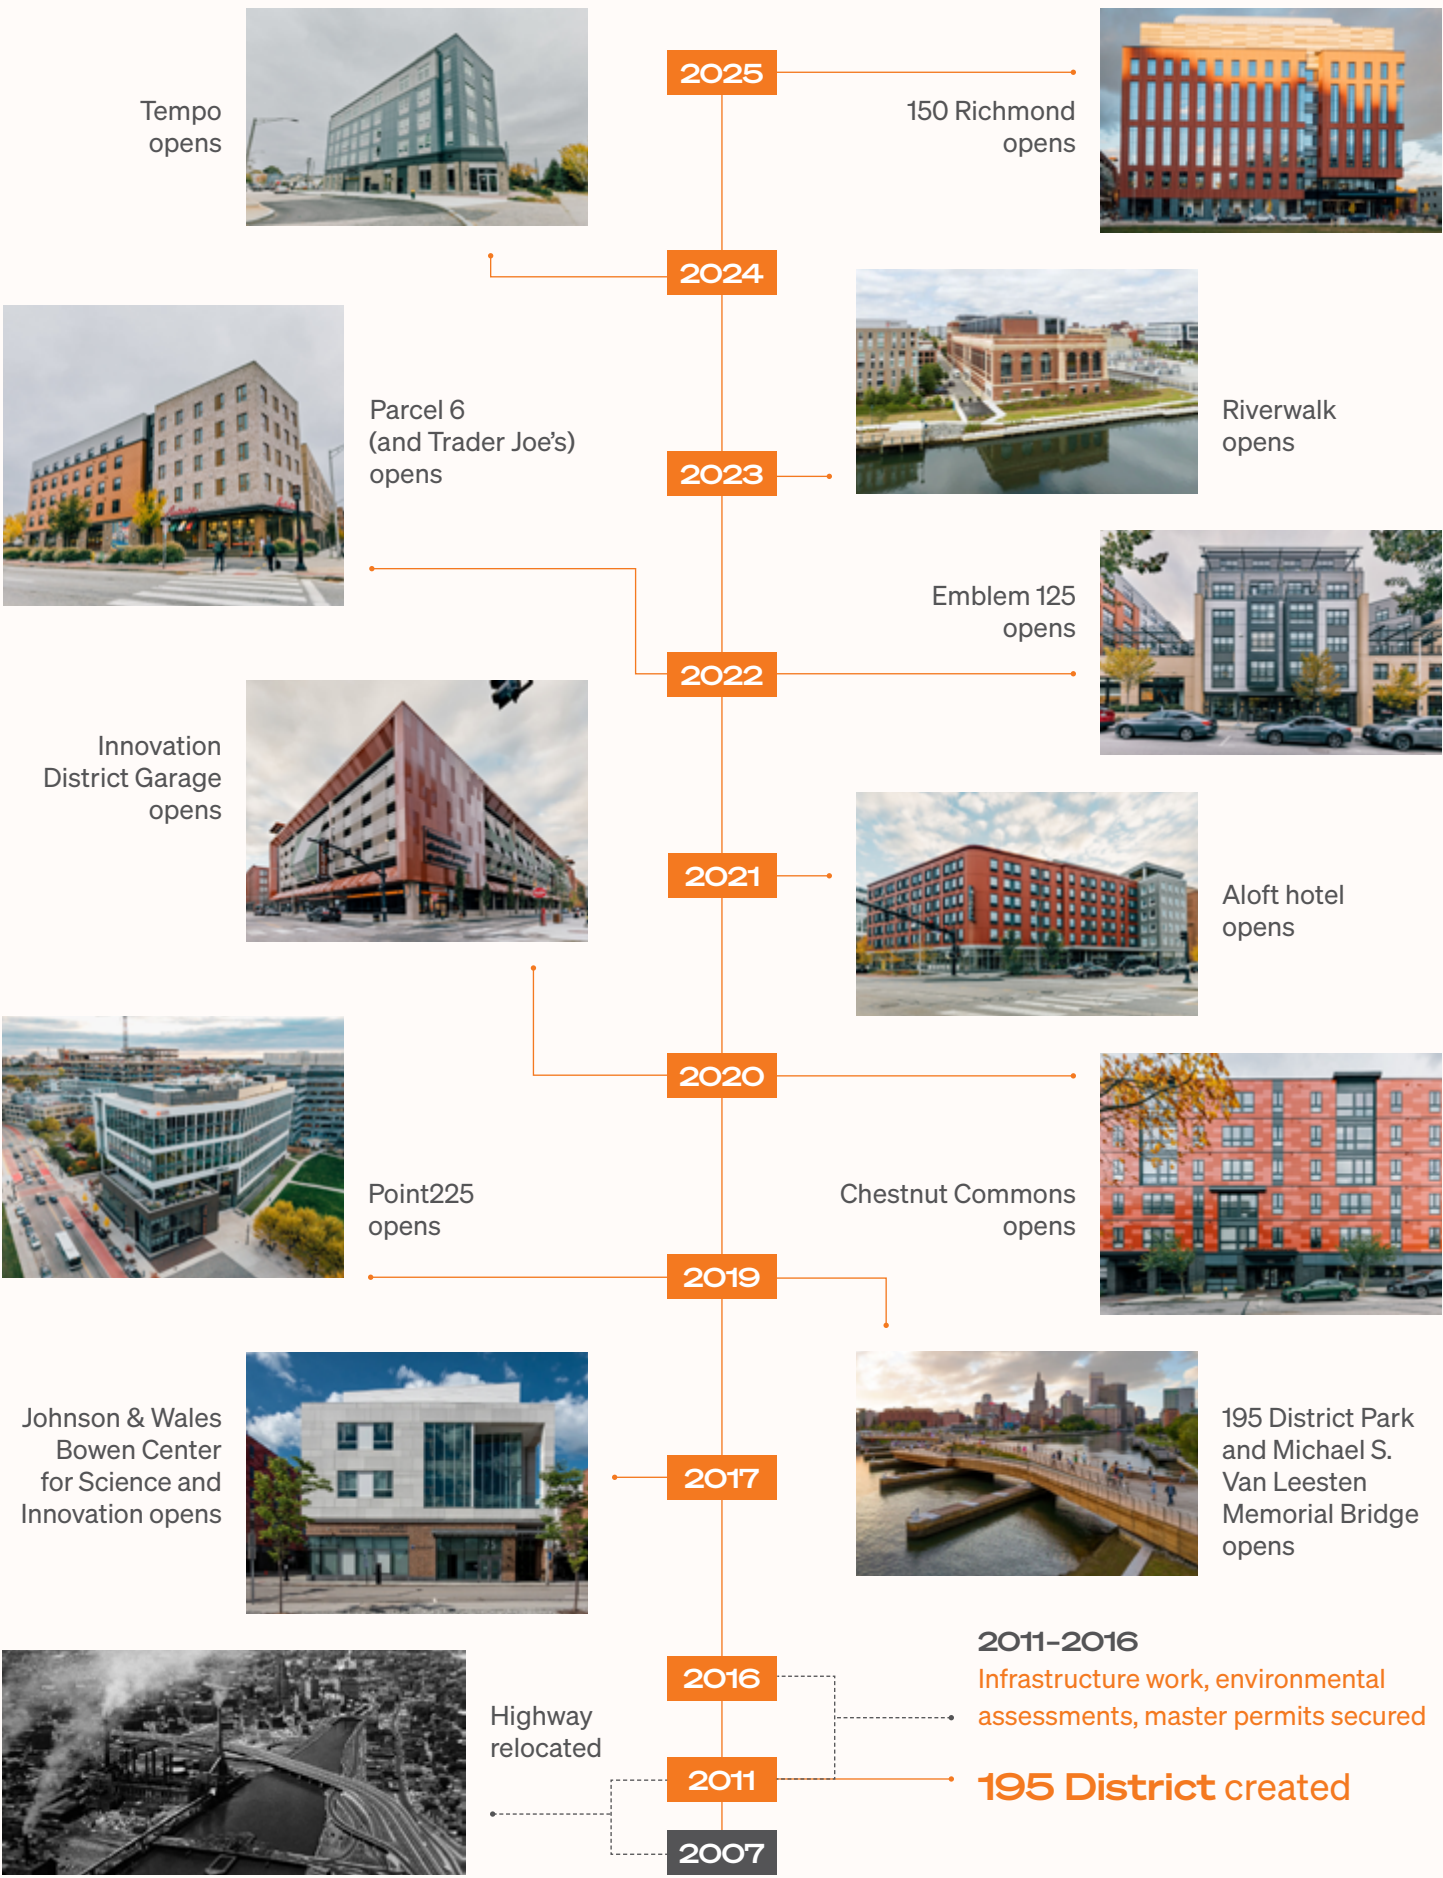 2025
Tempo
opens
150 Richmond
opens
2024
Parcel 6
(and Trader Joe's)
opens
Riverwalk
opens
2023
Emblem 125
opens
2022
Innovation
District Garage
opens
2021
Aloft hotel
opens
2020
Point225
opens
Chestnut Commons
opens
2019
Johnson & Wales
Bowen Center
for Science and
Innovation opens
195 District Park
and Michael S.
Van Leesten
Memorial Bridge
opens
2017
2016
2011–2016
Infrastructure work, environmental
assessments, master permits secured
Highway
relocated
2011
195 District created
2007